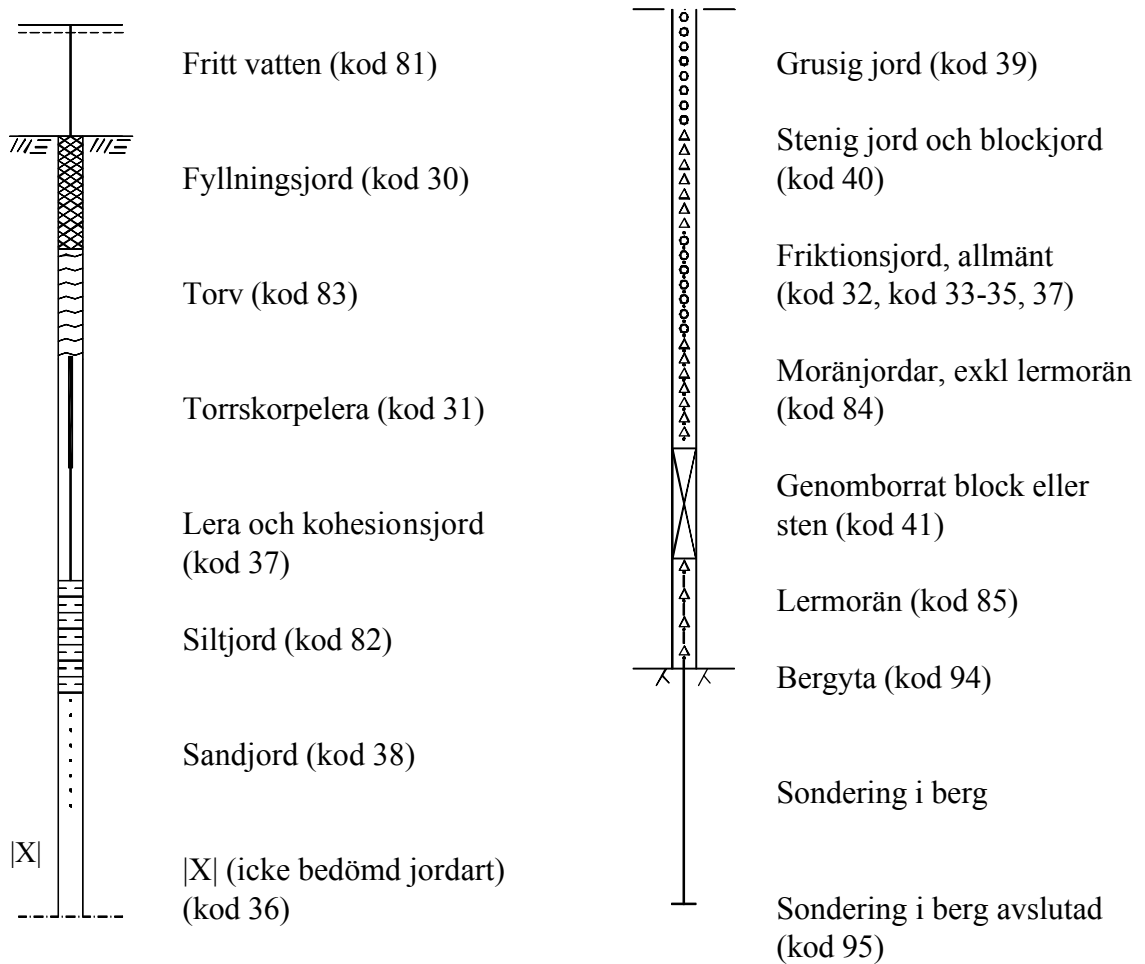 Fritt vatten (kod 81)
Fyllningsjord (kod 30)
Torv (kod 83)
Torrskorpelera (kod 31)
Lera och kohesionsjord
(kod 37)
Siltjord (kod 82)
Sandjord (kod 38)
|X|
|X| (icke bedömd jordart)
(kod 36)
Grusig jord (kod 39)
Stenig jord och blockjord
(kod 40)
Friktionsjord, allmänt
(kod 32, kod 33-35, 37)
Moränjordar, exkl lermorän
(kod 84)
Genomborrat block eller
sten (kod 41)
Lermorän (kod 85)
Bergyta (kod 94)
Sondering i berg
Sondering i berg avslutad
(kod 95)